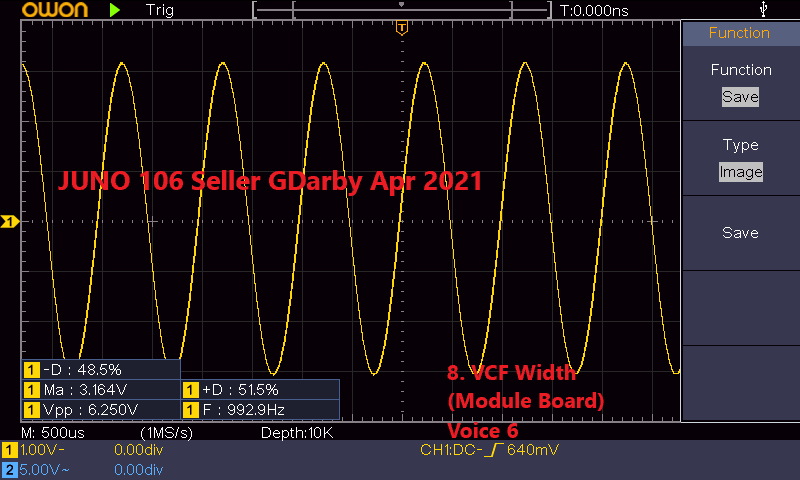 OWON Trig T:0.000ns
T
Function
Function
Save
Type
Image
Save
JUNO 106 Seller GDarby Apr 2021
1
1 -D : 48.5%
1 Ma : 3.164V 1 +D : 51.5%
1 Vpp : 6.250V 1 F : 992.9Hz
8. VCF Width
(Module Board)
Voice 6
M: 500us (1MS/s) Depth:10K
1 1.00V- 0.00div CH1:DC- 640mV
2 5.00V~ 0.00div